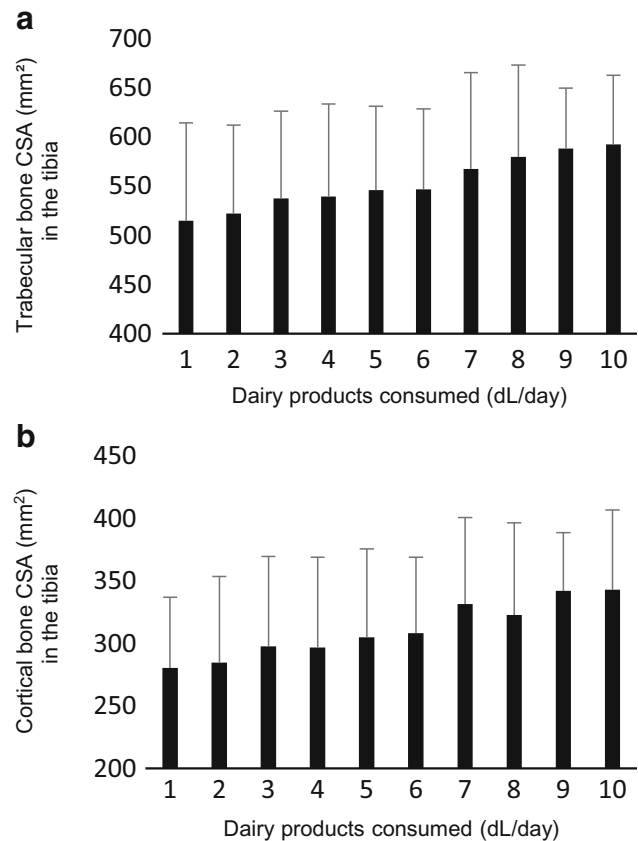 a
Trabecular bone CSA (mm²)
in the tibia
700
650
600
550
500
450
400
1 2 3 4 5 6 7 8 9 10
Dairy products consumed (dL/day)
b
Cortical bone CSA (mm²)
in the tibia
450
400
350
300
250
200
1 2 3 4 5 6 7 8 9 10
Dairy products consumed (dL/day)